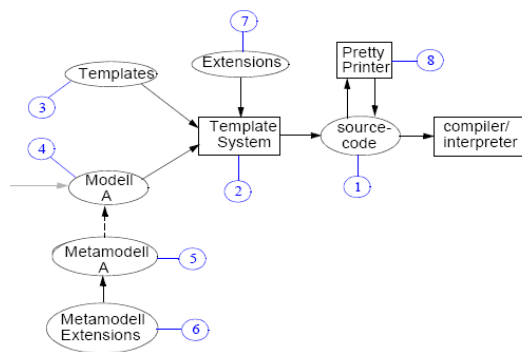 7
Pretty
Printer
8
Templates
Extensions
3
4
Template
System
source-
code
compiler/
interpreter
Modell
A
2
1
Metamodell
A
5
Metamodell
Extensions
6